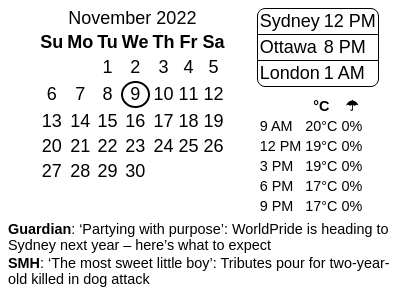 November 2022
Su Mo Tu We Th Fr Sa
1 2 3 4 5
6 7 8 9 10 11 12
13 14 15 16 17 18 19
20 21 22 23 24 25 26
27 28 29 30
Sydney 12 PM
Ottawa 8 PM
London 1 AM
°C ☂
9 AM 20°C 0%
12 PM 19°C 0%
3 PM 19°C 0%
6 PM 17°C 0%
9 PM 17°C 0%
Guardian: ‘Partying with purpose’: WorldPride is heading to
Sydney next year – here’s what to expect
SMH: ‘The most sweet little boy’: Tributes pour for two-year-
old killed in dog attack